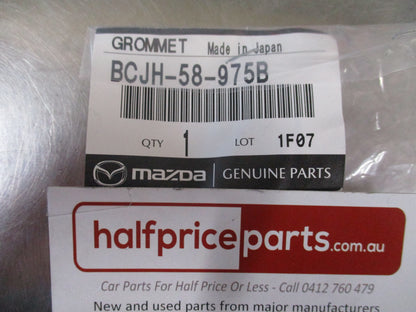 GROMMET Made in Japan
BCJH-58-975B
QTY 1 LOT 1F07
mazda GENUINE PARTS
halfpriceparts.com.au
Car Parts For Half Price Or Less - Call 0412 760 479
New and used parts from major manufacturers